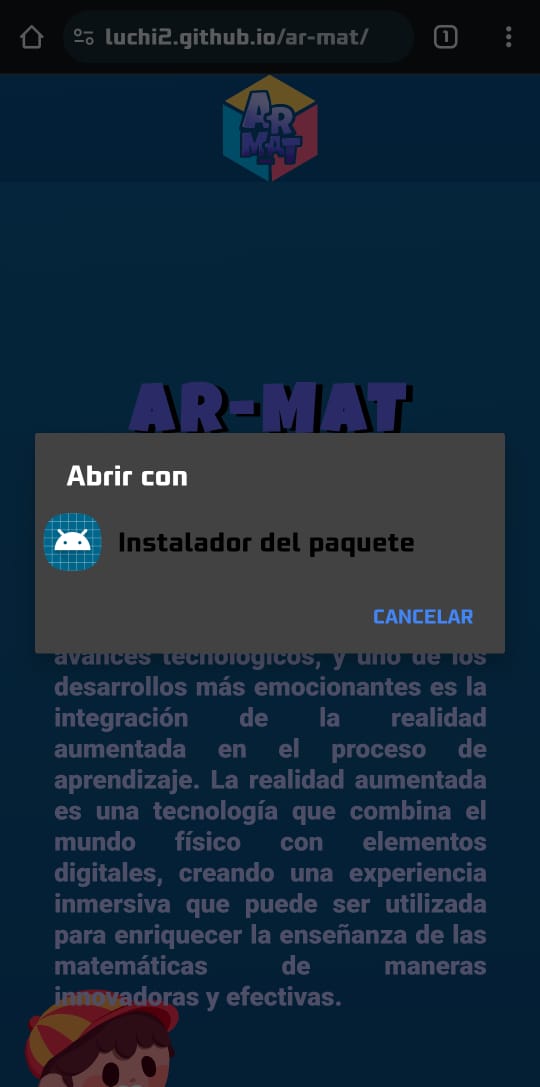 luchi2.github.io/ar-mat/
1
AR
MAT
AR-MAT
Abrir con
Instalador del paquete
CANCELAR
avances tecnológicos, y uno de los
desarrollos más emocionantes es la
integración de la realidad
aumentada en el proceso de
aprendizaje. La realidad aumentada
es una tecnología que combina el
mundo físico con elementos
digitales, creando una experiencia
inmersiva que puede ser utilizada
para enriquecer la enseñanza de las
matemáticas de maneras
innovadoras y efectivas.